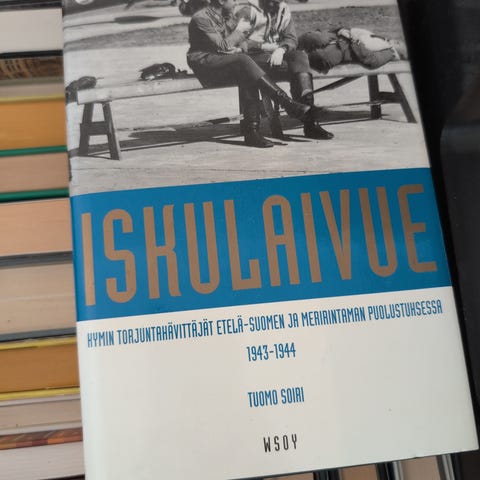 ISKULAIVUE
KYMIN TORJUNTAHÄVITTÄJÄT ETELÄ-SUOMEN JA MERIRINTAMAN PUOLUSTUKSESSA
1943-1944
TUOMO SOIRI
WSOY